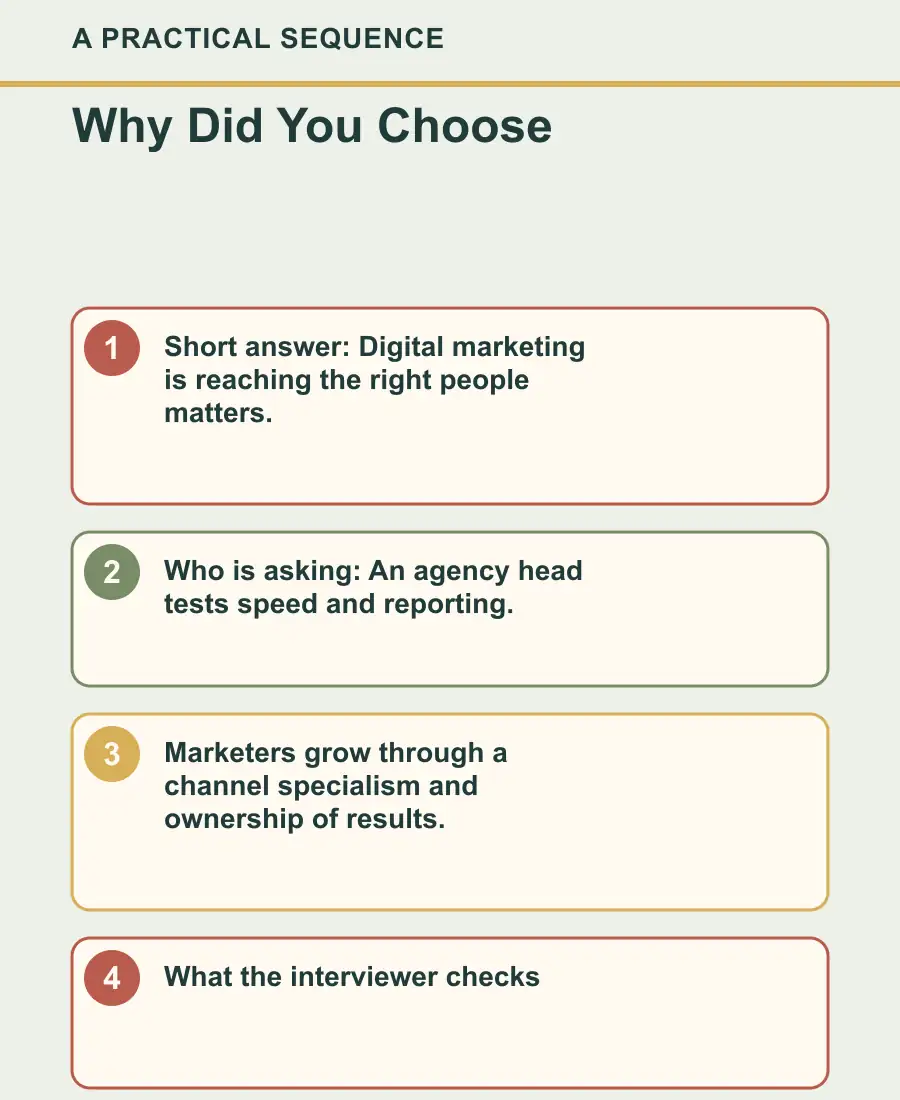 A PRACTICAL SEQUENCE
Why Did You Choose
1
Short answer: Digital marketing
is reaching the right people
matters.
2
Who is asking: An agency head
tests speed and reporting.
3
Marketers grow through a
channel specialism and
ownership of results.
4
What the interviewer checks